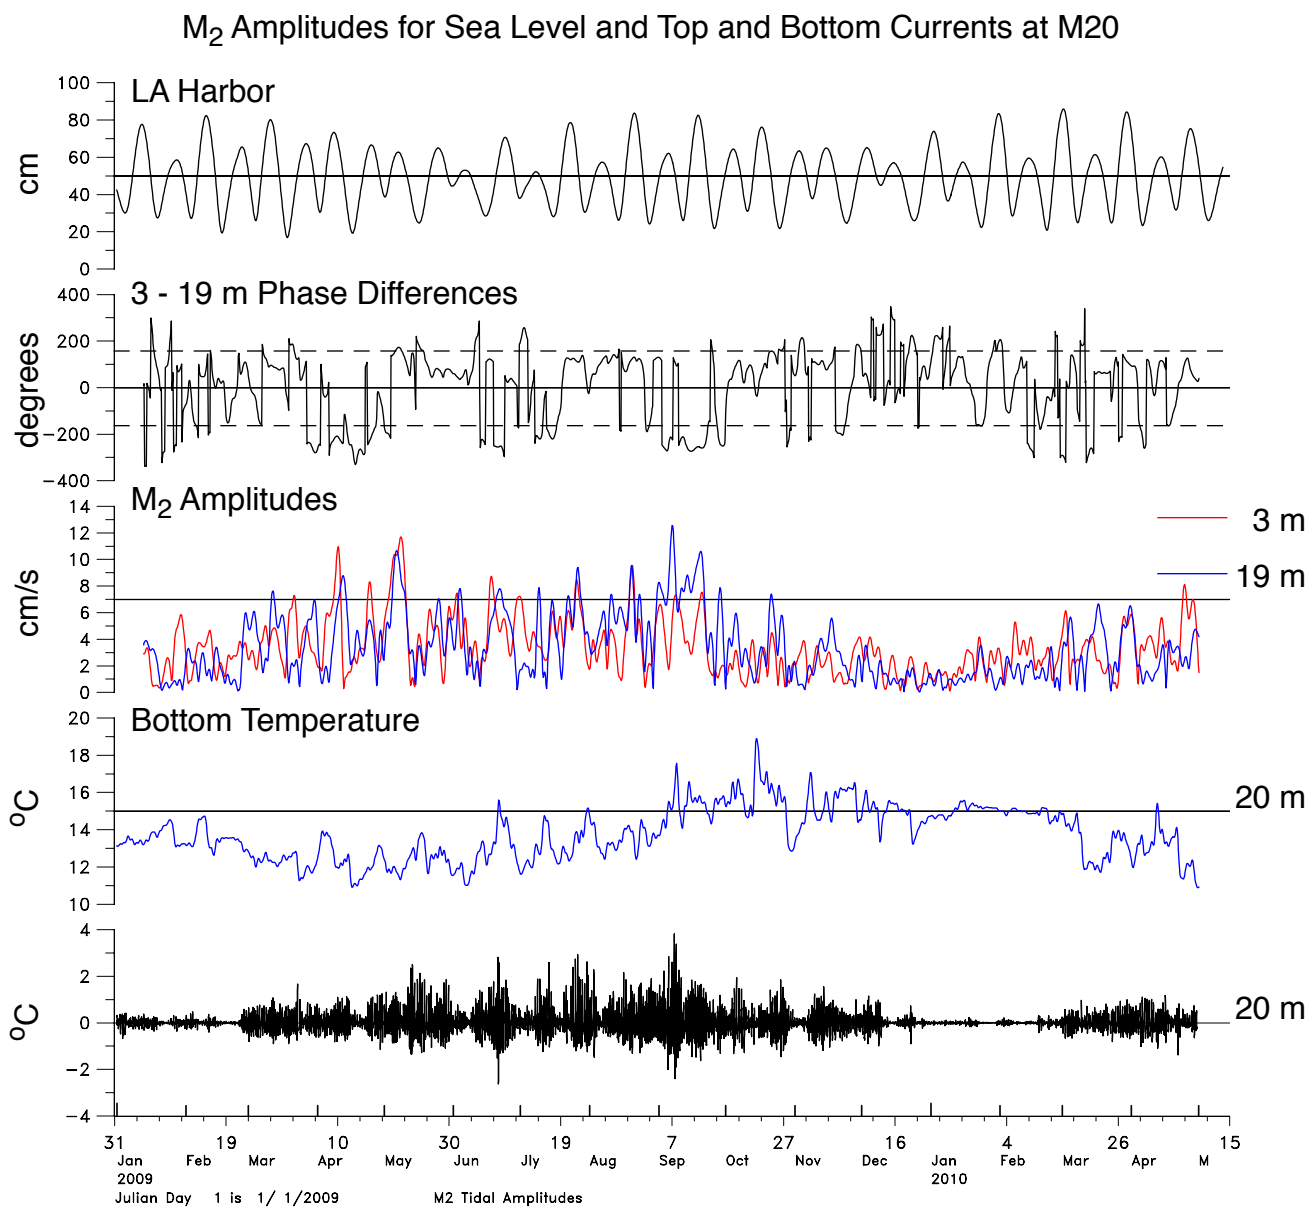 M2 Amplitudes for Sea Level and Top and Bottom Currents at M20
LA Harbor
100
80
60
40
20
0
cm
3 - 19 m Phase Differences
400
200
0
-200
-400
degrees
M2 Amplitudes
14
12
10
8
6
4
2
0
cm/s
3 m
19 m
Bottom Temperature
20
18
16
14
12
10
oC
20 m
4
2
0
-2
-4
oC
20 m
31 19 10 30 19 7 27 16 4 26 15
Jan Feb Mar Apr May Jun Jly Aug Sep Oct Nov Dec Jan Feb Mar Apr M
2009 2010
Julian Day 1 is 1/ 1/2009 M2 Tidal Amplitudes